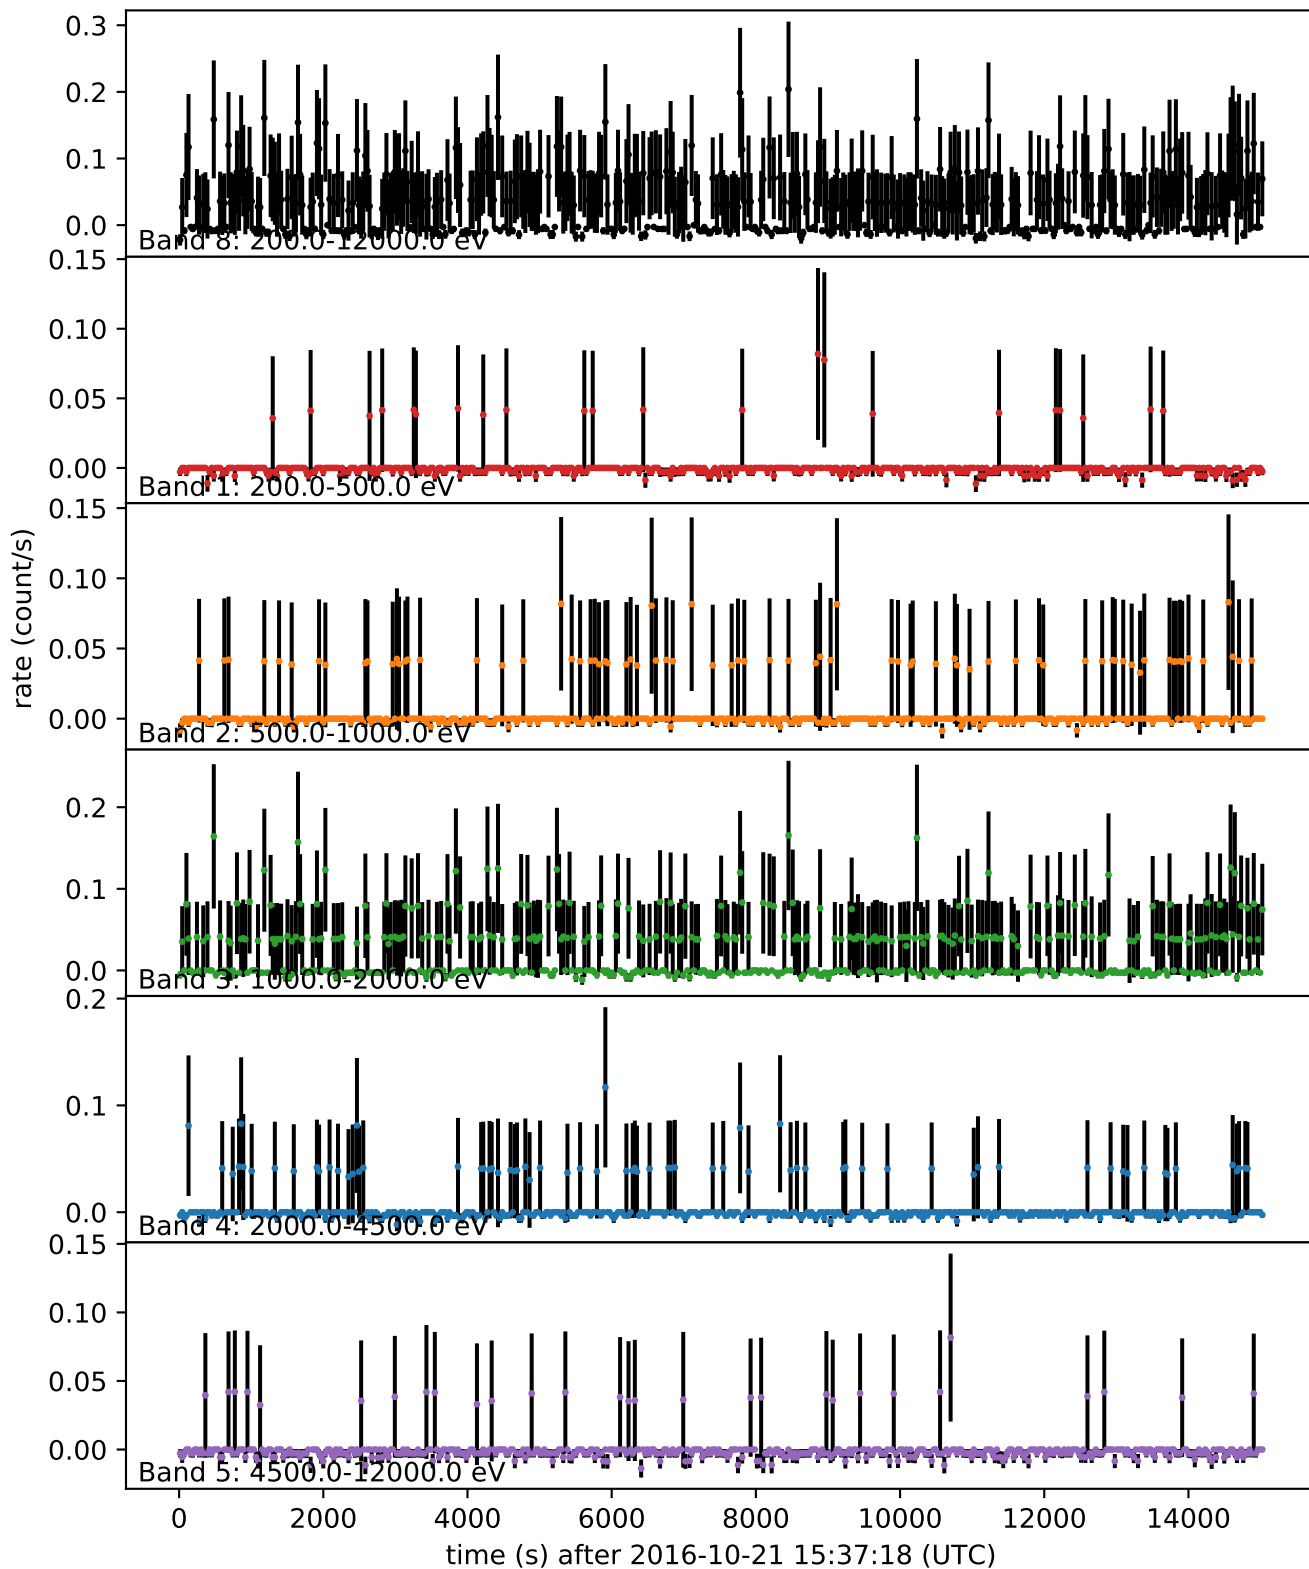 0.3
0.2
0.1
0.0
Band 8: 200.0-12000.0 eV
0.15
0.10
0.05
0.00
Band 1: 200.0-500.0 eV
0.15
0.10
0.05
0.00
Band 2: 500.0-1000.0 eV
rate (count/s)
0.2
0.1
0.0
Band 3: 1000.0-2000.0 eV
0.2
0.1
0.0
Band 4: 2000.0-4500.0 eV
0.15
0.10
0.05
0.00
Band 5: 4500.0-12000.0 eV
0 2000 4000 6000 8000 10000 12000 14000
time (s) after 2016-10-21 15:37:18 (UTC)